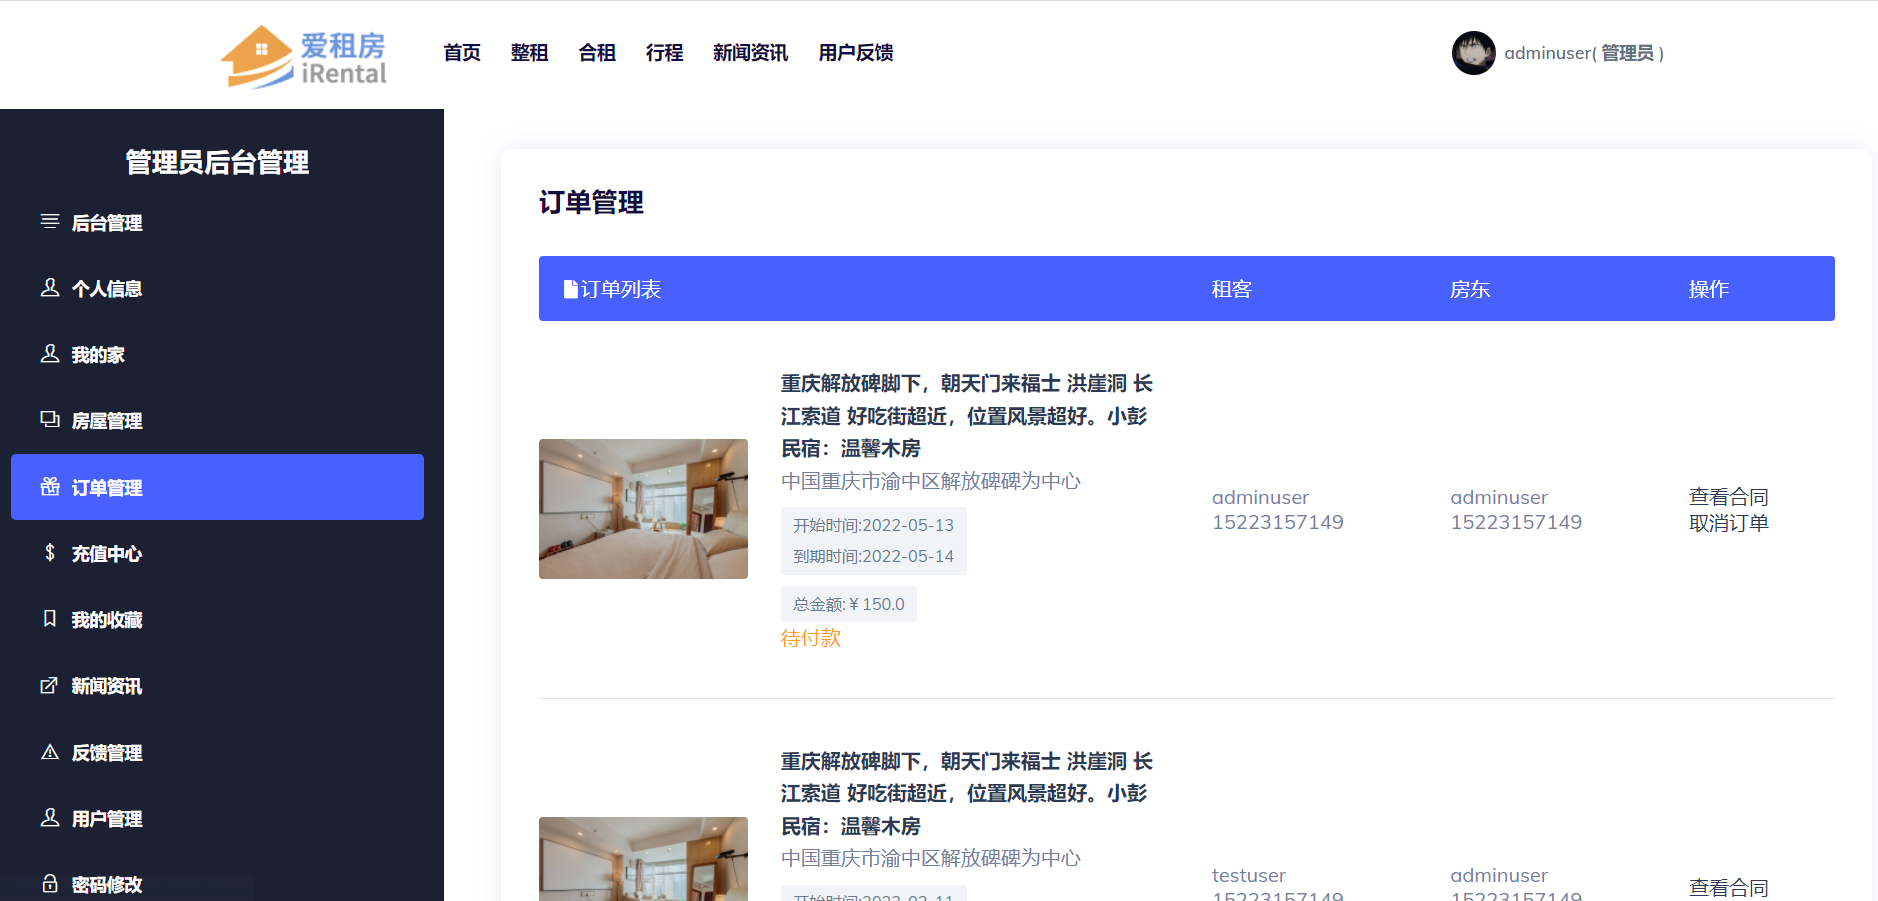 爱租房
iRental
首页 整租 合租 行程 新闻资讯 用户反馈
adminuser( 管理员 )
管理员后台管理
后台管理
个人信息
我的家
房屋管理
订单管理
充值中心
我的收藏
新闻资讯
反馈管理
用户管理
密码修改
订单管理
订单列表 租客 房东 操作
重庆解放碑脚下，朝天门来福士 洪崖洞 长
江索道 好吃街超近，位置风景超好。小彭
民宿：温馨木房
中国重庆市渝中区解放碑碑为中心
开始时间:2022-05-13
到期时间:2022-05-14
总金额:¥ 150.0
待付款
adminuser
15223157149
adminuser
15223157149
查看合同
取消订单
重庆解放碑脚下，朝天门来福士 洪崖洞 长
江索道 好吃街超近，位置风景超好。小彭
民宿：温馨木房
中国重庆市渝中区解放碑碑为中心
开始时间:2022-02-11
testuser
15223157149
adminuser
15223157149
查看合同